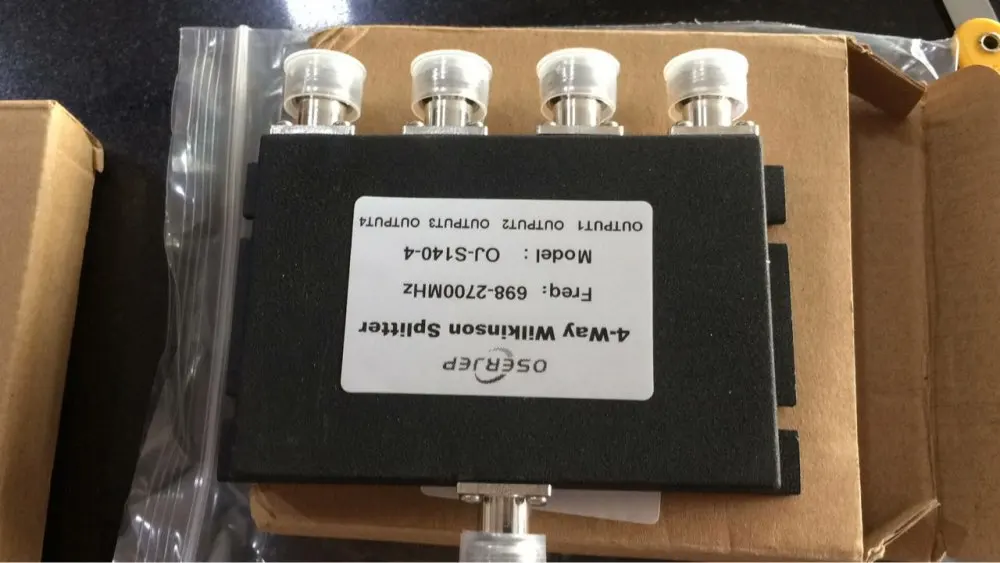 OSERJEP
4-Way Wilkinson Splitter
Freq: 698-2700MHz
Model : OJ-S140-4
OUTPUT1 OUTPUT2 OUTPUT3 OUTPUT4